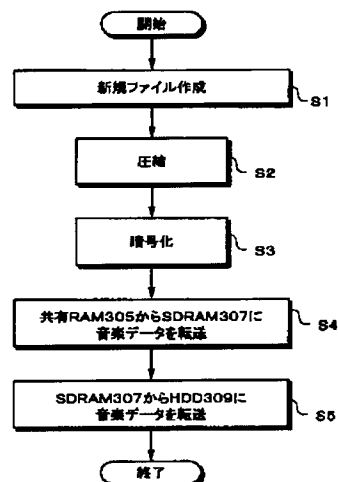 開始
新規ファイル作成
S1
圧縮
S2
暗号化
S3
共有RAM305からSDRAM307に
音楽データを転送
S4
SDRAM307からHDD309に
音楽データを転送
S5
終了